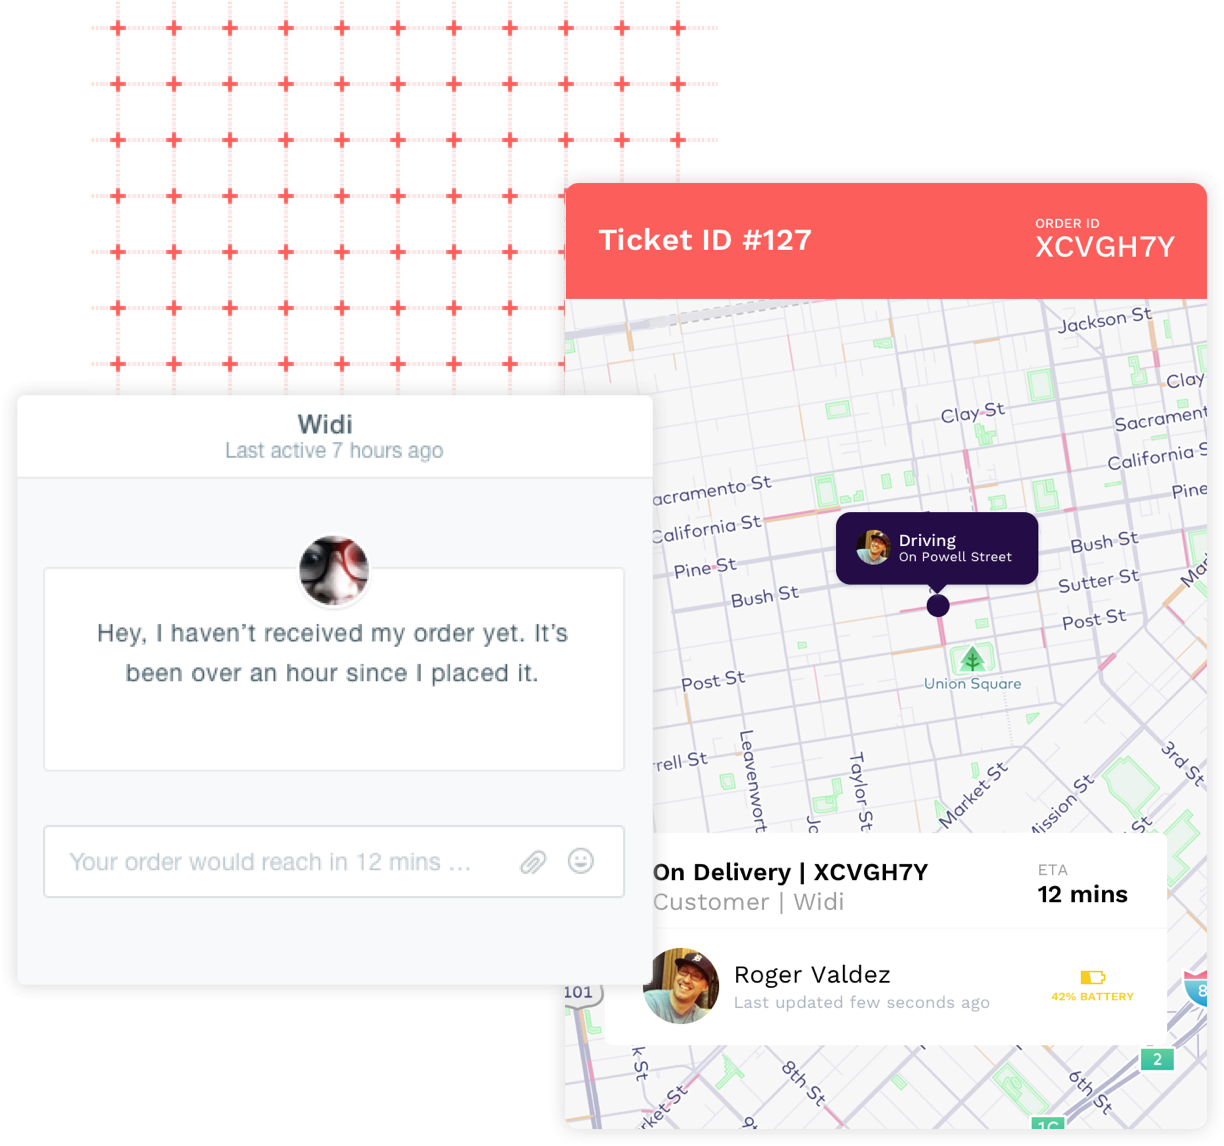 Ticket ID #127
ORDER ID
XCVGH7Y
Jackson St
Clay
Clay St
Sacrament
California S
Pine
acramento St
California St
Pine St
Bush St
Driving
On Powell Street
Bush St
Sutter St
Post St
Union Square
Post St
rell St
Leavenwort
Taylor St
Market St
Mission St
3rd St
Widi
Last active 7 hours ago
Hey, I haven’t received my order yet. It’s
been over an hour since I placed it.
Your order would reach in 12 mins ...
On Delivery | XCVGH7Y
Customer | Widi
ETA
12 mins
Roger Valdez
Last updated few seconds ago
42% BATTERY
101
8
2
k St
8th St
6th St
rket St
1C